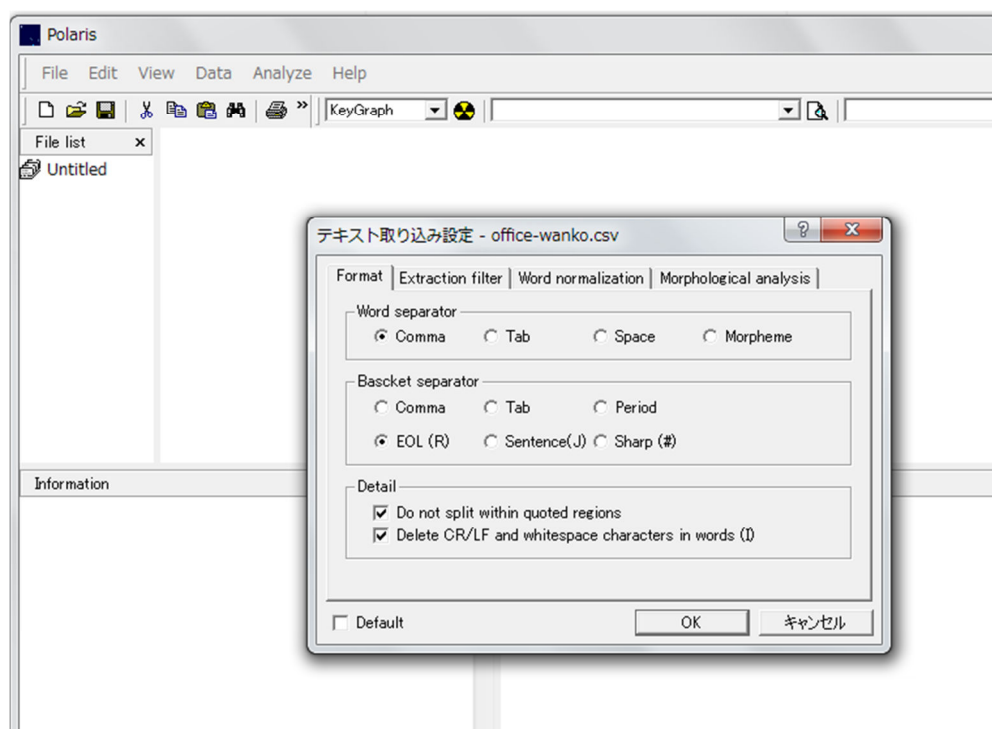 Polaris
File Edit View Data Analyze Help
KeyGraph
File list
Untitled
テキスト取り込み設定 - office-wanko.csv
Format Extraction filter Word normalization Morphological analysis
Word separator
Comma Tab Space Morpheme
Bascket separator
Comma Tab Period
EOL (R) Sentence(J) Sharp (#)
Information
Detail
Do not split within quoted regions
Delete CR/LF and whitespace characters in words (I)
Default OK キャンセル